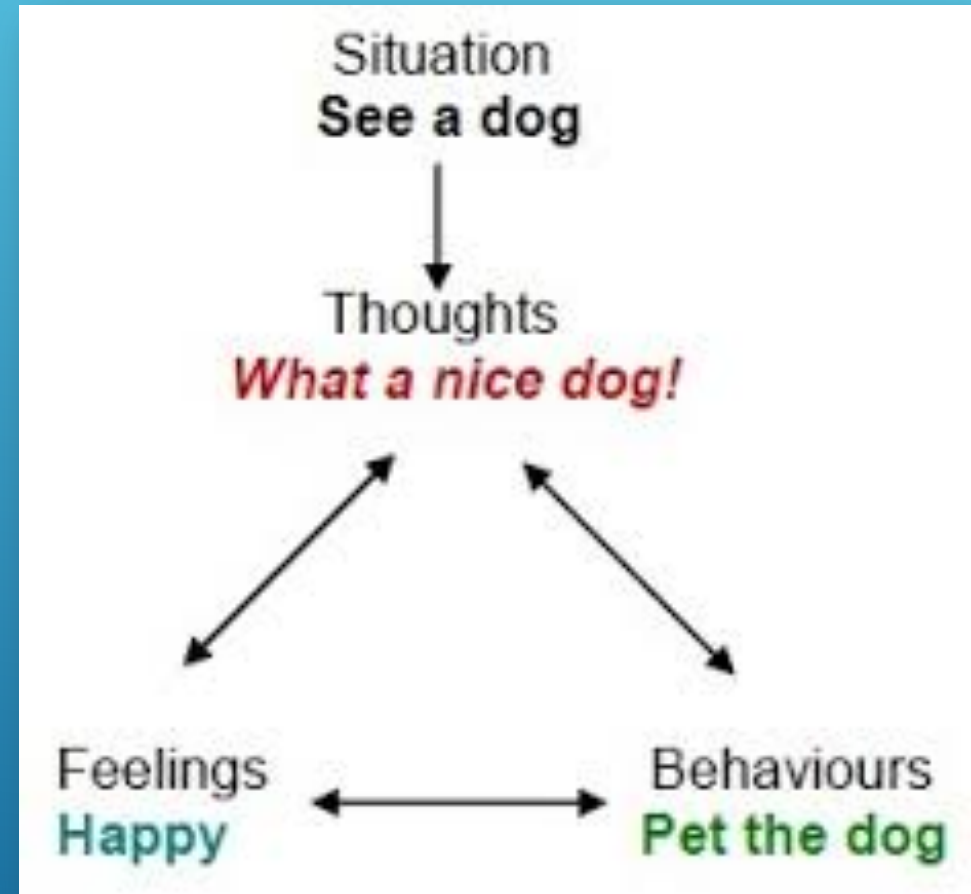 Situation
See a dog
Thoughts
What a nice dog!
Feelings
Happy
Behaviours
Pet the dog